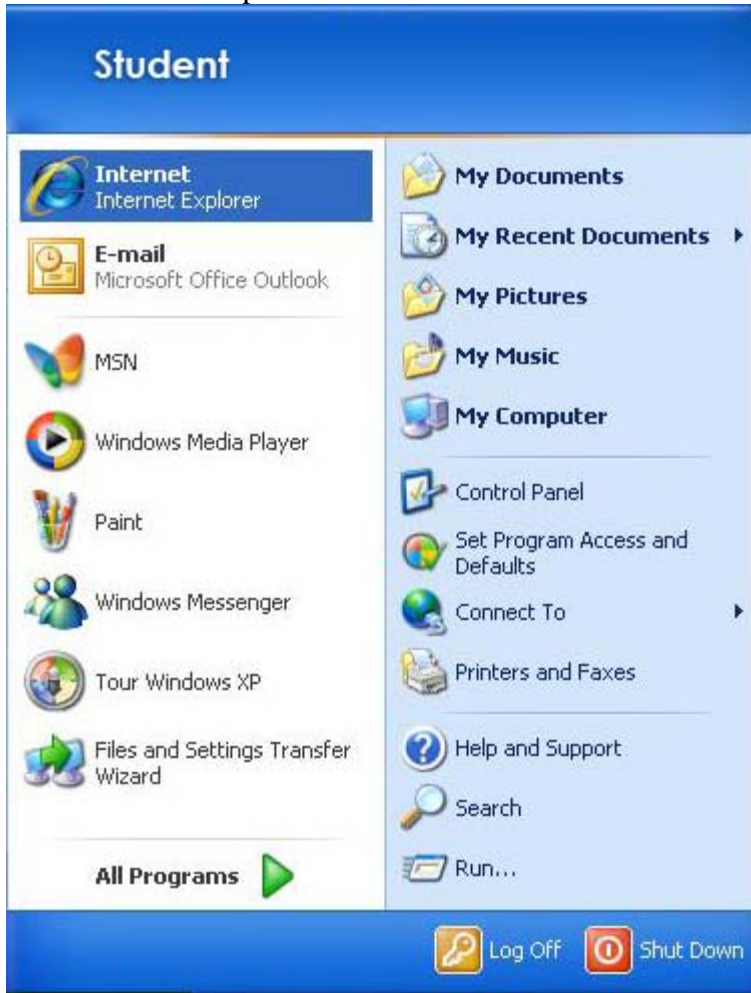 Student
Internet
Internet Explorer
E-mail
Microsoft Office Outlook
MSN
Windows Media Player
Paint
Windows Messenger
Tour Windows XP
Files and Settings Transfer
Wizard
All Programs
My Documents
My Recent Documents
My Pictures
My Music
My Computer
Control Panel
Set Program Access and
Defaults
Connect To
Printers and Faxes
Help and Support
Search
Run...
Log Off
Shut Down